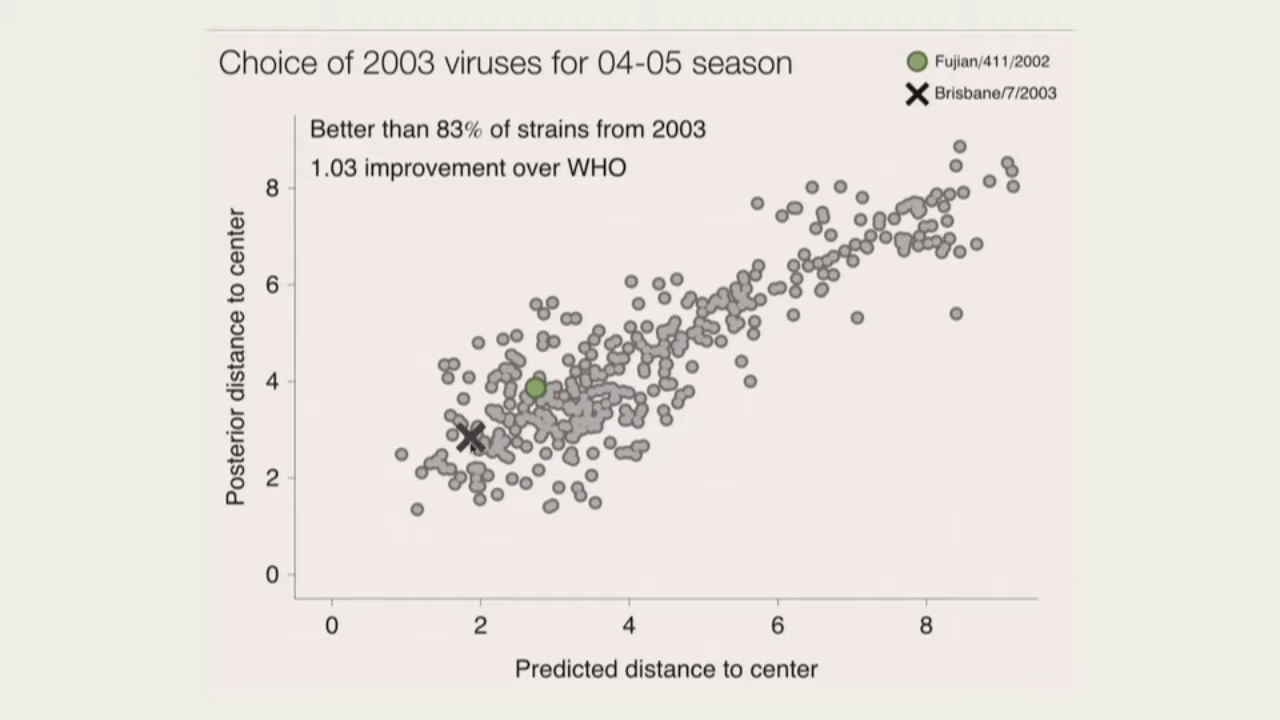 Choice of 2003 viruses for 04-05 season
Fujian/411/2002
Brisbane/7/2003
Better than 83% of strains from 2003
1.03 improvement over WHO
Posterior distance to center
8
6
4
2
0
0 2 4 6 8
Predicted distance to center